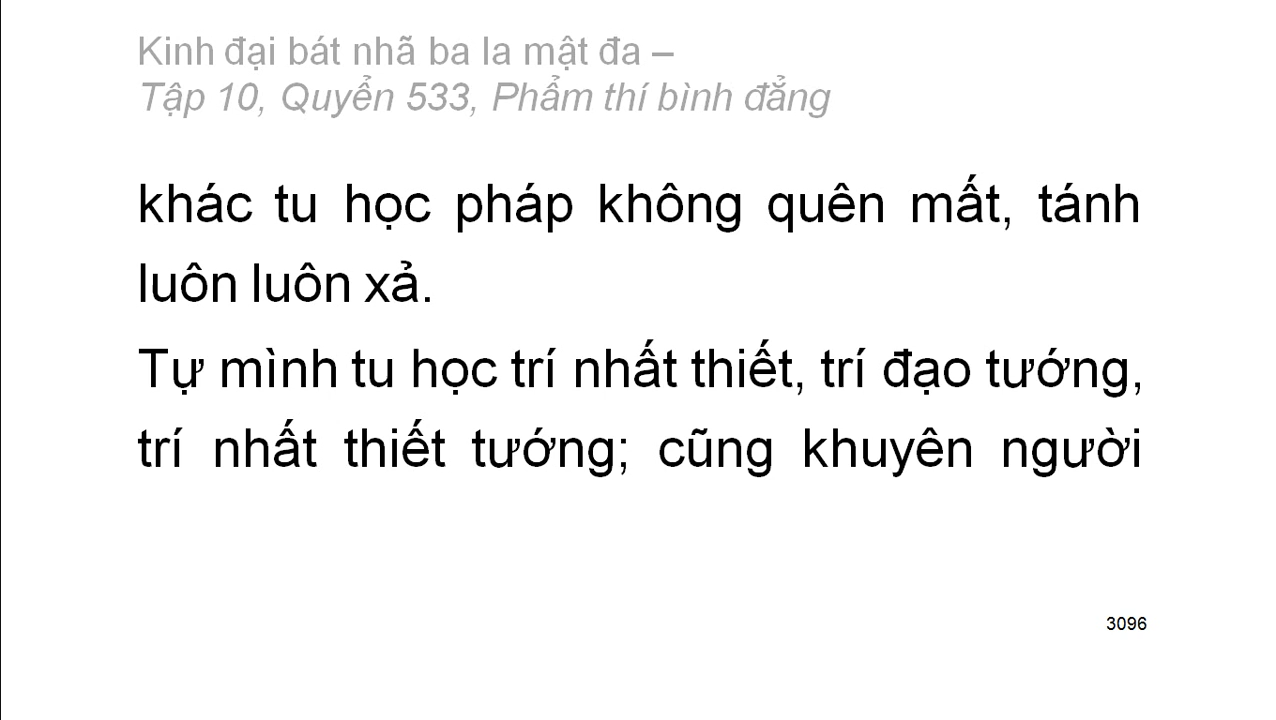 Kinh đại bát nhã ba la mật đa –
Tập 10, Quyển 533, Phẩm thí bình đẳng
khác tu học pháp không quên mất, tánh
luôn luôn xả.
Tự mình tu học trí nhất thiết, trí đạo tướng,
trí nhất thiết tướng; cũng khuyên người
3096